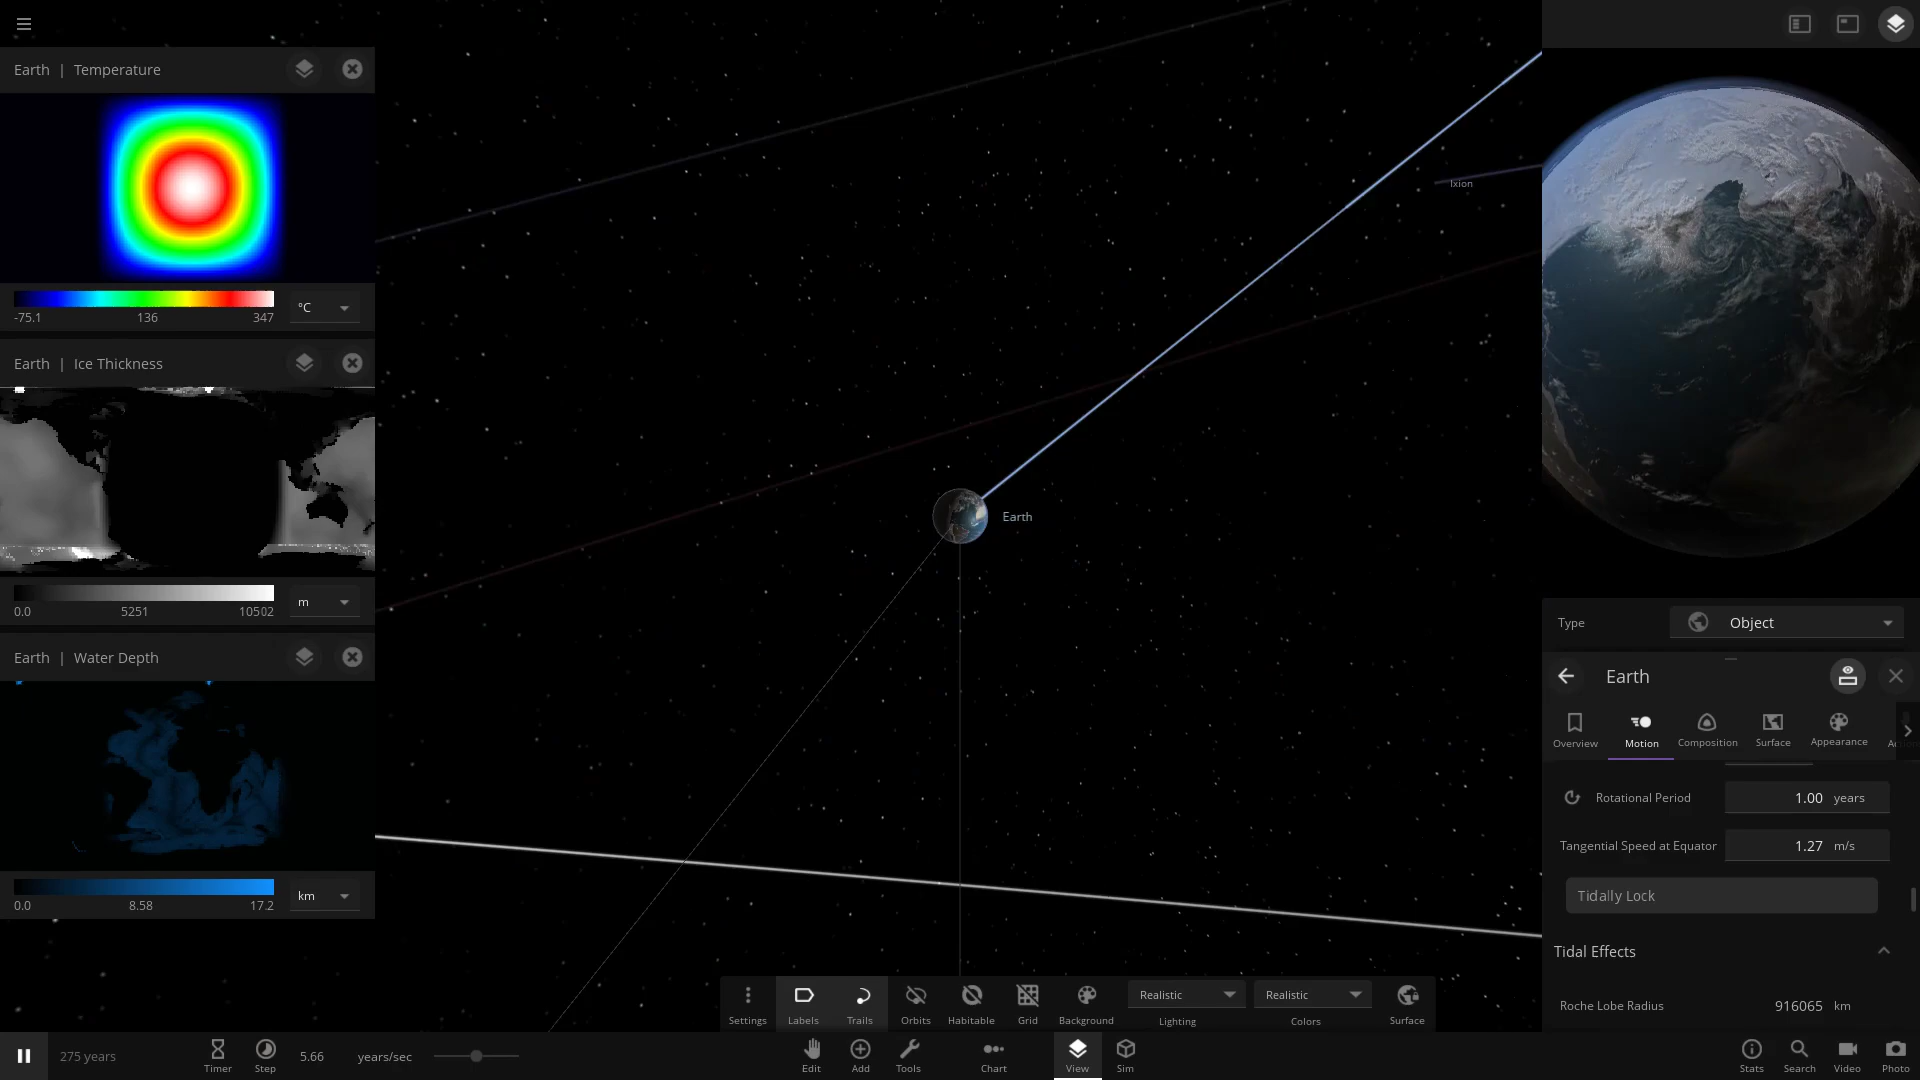 Earth | Temperature
-75.1 136 347 °C
Earth | Ice Thickness
0.0 5251 10502 m
Earth | Water Depth
0.0 8.58 17.2 km
Ixion
Earth
Type Object
Earth
Overview Motion Composition Surface Appearance
Rotational Period 1.00 years
Tangential Speed at Equator 1.27 m/s
Tidally Lock
Tidal Effects
Roche Lobe Radius 916065 km
Realistic Realistic
Settings Labels Trails Orbits Habitable Grid Background Lighting Colors Surface
275 years 5.66 years/sec
Timer Step Edit Add Tools Chart View Sim Stats Search Video Photo